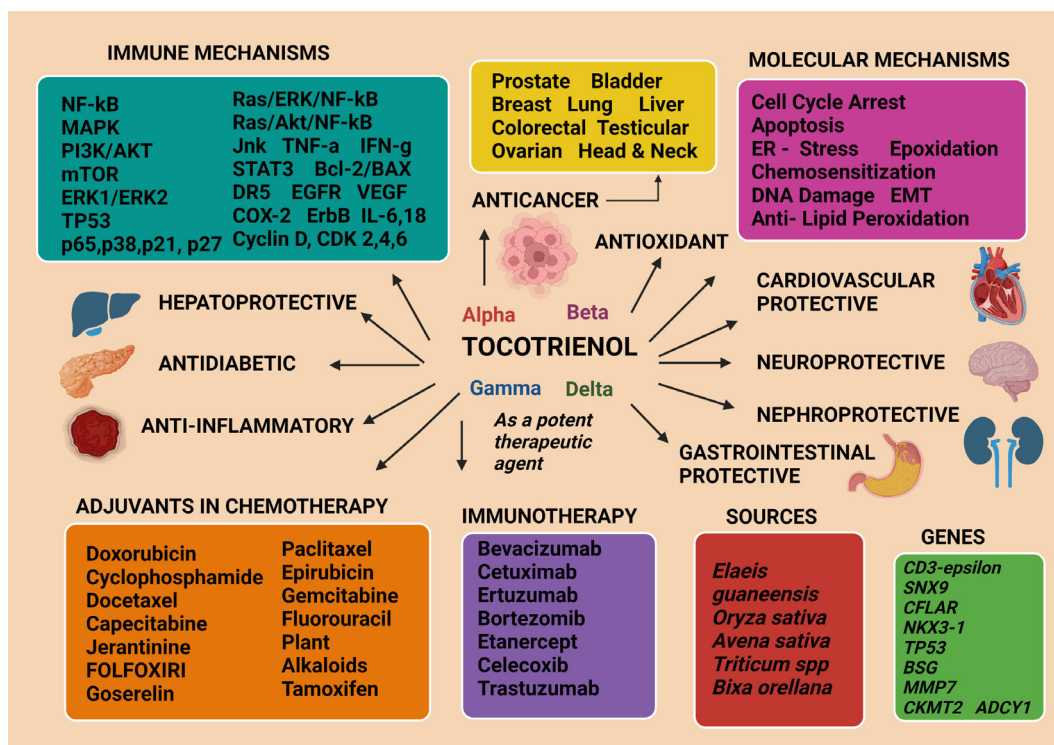 IMMUNE MECHANISMS
NF-kB
MAPK
PI3K/AKT
mTOR
ERK1/ERK2
TP53
p65,p38,p21, p27
Ras/ERK/NF-kB
Ras/Akt/NF-kB
Jnk TNF-a IFN-g
STAT3 Bcl-2/BAX
DR5 EGFR VEGF
COX-2 ErbB IL-6,18
Cyclin D, CDK 2,4,6
Prostate Bladder
Breast Lung Liver
Colorectal Testicular
Ovarian Head & Neck
MOLECULAR MECHANISMS
Cell Cycle Arrest
Apoptosis
ER - Stress Epoxidation
Chemosensitization
DNA Damage EMT
Anti- Lipid Peroxidation
ANTICANCER
ANTIOXIDANT
HEPATOPROTECTIVE
ANTIDIABETIC
ANTI-INFLAMMATORY
Alpha Beta
TOCOTRIENOL
Gamma Delta
As a potent
therapeutic
agent
CARDIOVASCULAR
PROTECTIVE
NEUROPROTECTIVE
NEPHROPROTECTIVE
GASTROINTESTINAL
PROTECTIVE
ADJUVANTS IN CHEMOTHERAPY
Doxorubicin
Cyclophosphamide
Docetaxel
Capecitabine
Jerantinine
FOLFOXIRI
Goserelin
Paclitaxel
Epirubicin
Gemcitabine
Fluorouracil
Plant
Alkaloids
Tamoxifen
IMMUNOTHERAPY
Bevacizumab
Cetuximab
Ertuzumab
Bortezomib
Etanercept
Celecoxib
Trastuzumab
SOURCES
Elaeis
guaneensis
Oryza sativa
Avena sativa
Triticum spp
Bixa orellana
GENES
CD3-epsilon
SNX9
CFLAR
NKX3-1
TP53
BSG
MMP7
CKMT2 ADCY1